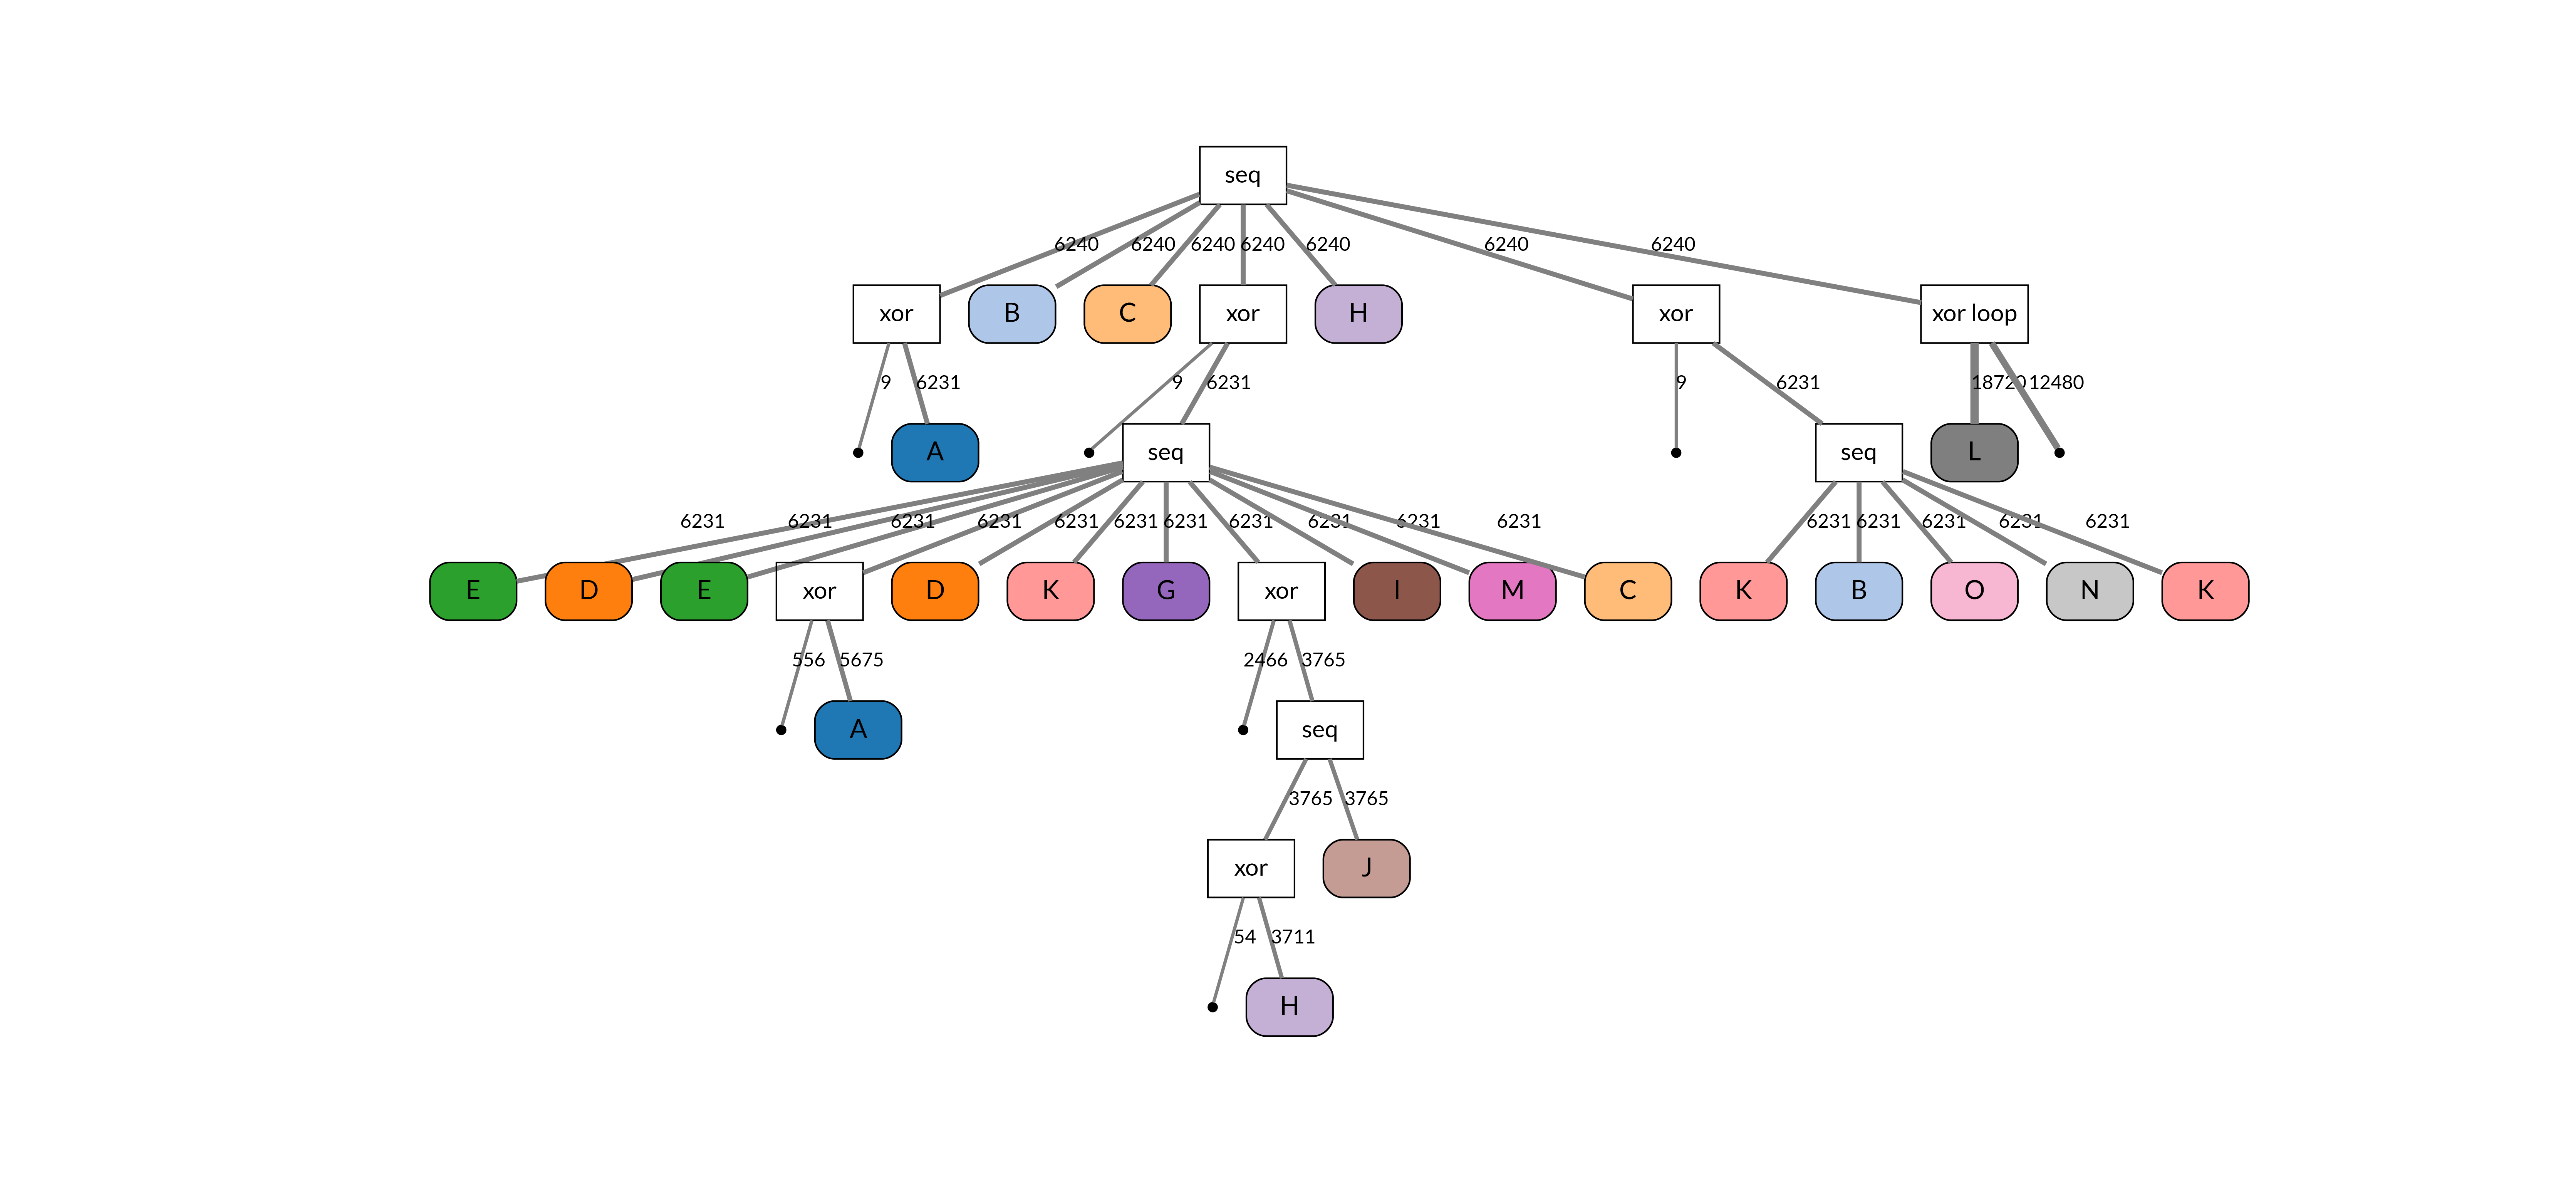 seq
6240 6240 6240 6240 6240 6240 6240
xor B C xor H xor xor loop
9 6231 9 6231 9 6231 18720 12480
A seq seq L
6231 6231 6231 6231 6231 6231 6231 6231 6231 6231 6231 6231 6231 6231 6231 6231
E D E xor D K G xor I M C K B O N K
556 5675 2466 3765
A seq
3765 3765
xor J
54 3711
H